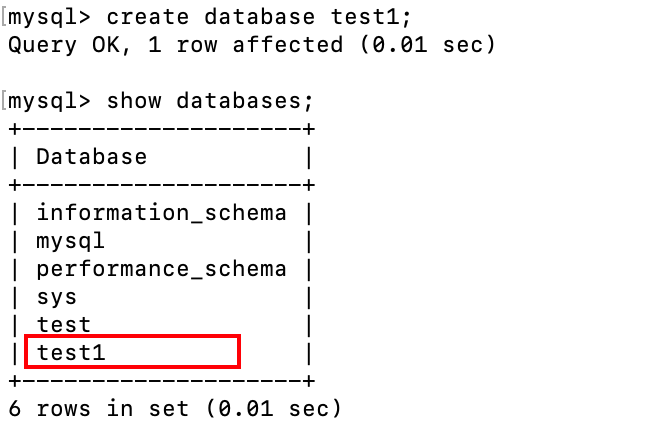 mysql> create database test1;
Query OK, 1 row affected (0.01 sec)

mysql> show databases;
+--------------------+
| Database           |
+--------------------+
| information_schema |
| mysql              |
| performance_schema |
| sys                |
| test               |
| test1              |
+--------------------+
6 rows in set (0.01 sec)